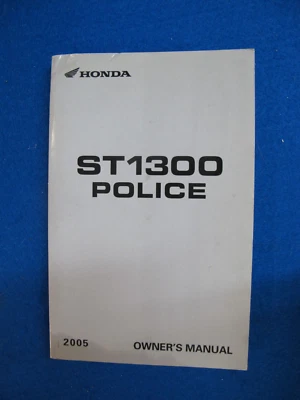 HONDA
ST1300
POLICE
2005 OWNER'S MANUAL